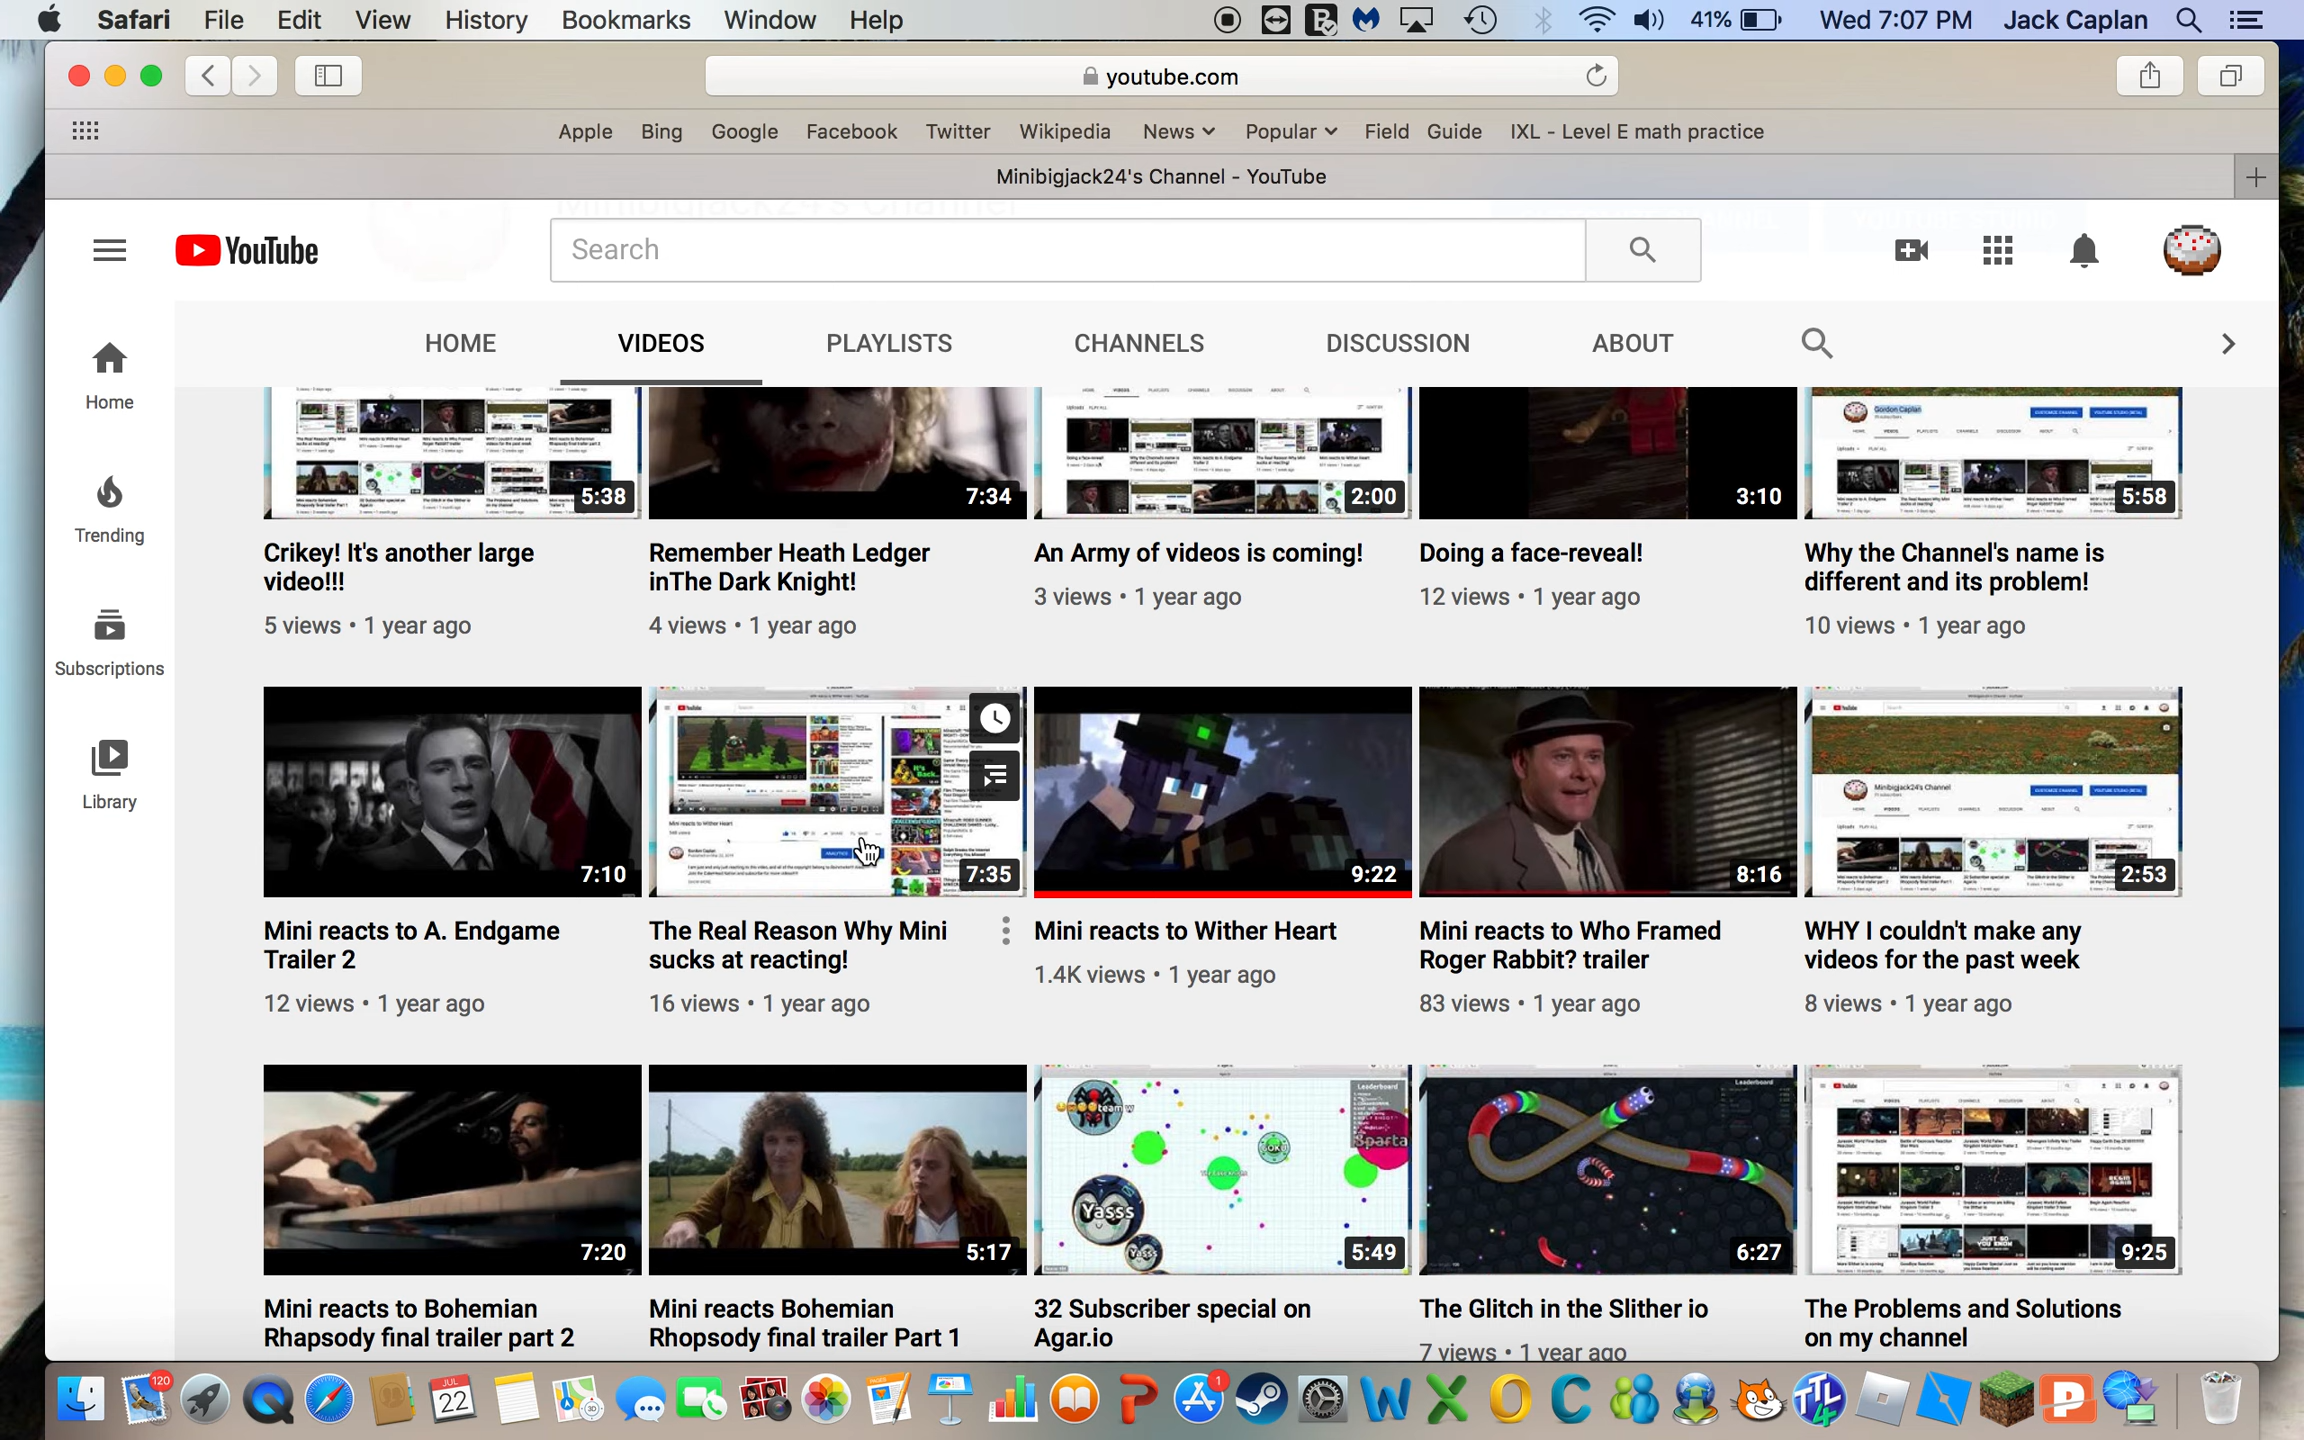 Safari File Edit View History Bookmarks Window Help 41% Wed 7:07 PM Jack Caplan
youtube.com
Apple Bing Google Facebook Twitter Wikipedia News Popular Field Guide IXL - Level E math practice
Minibigjack24's Channel - YouTube
YouTube Search
HOME VIDEOS PLAYLISTS CHANNELS DISCUSSION ABOUT
Home
Trending
Subscriptions
Library
5:38 7:34 2:00 3:10 5:58
Crikey! It's another large
video!!!
5 views • 1 year ago
Remember Heath Ledger
inThe Dark Knight!
4 views • 1 year ago
An Army of videos is coming!
3 views • 1 year ago
Doing a face-reveal!
12 views • 1 year ago
Gordon Caplan
Why the Channel's name is
different and its problem!
10 views • 1 year ago
7:10 7:35 9:22 8:16 2:53
Mini reacts to A. Endgame
Trailer 2
12 views • 1 year ago
The Real Reason Why Mini
sucks at reacting!
16 views • 1 year ago
Mini reacts to Wither Heart
1.4K views • 1 year ago
Mini reacts to Who Framed
Roger Rabbit? trailer
83 views • 1 year ago
Minibigjack24's Channel
WHY I couldn't make any
videos for the past week
8 views • 1 year ago
7:20 5:17 5:49 6:27 9:25
Leaderboard
Yasss
Yasss
Mini reacts to Bohemian
Rhapsody final trailer part 2
Mini reacts Bohemian
Rhopsody final trailer Part 1
32 Subscriber special on
Agar.io
The Glitch in the Slither io
7 views • 1 year ago
The Problems and Solutions
on my channel
120
JUL
22
1